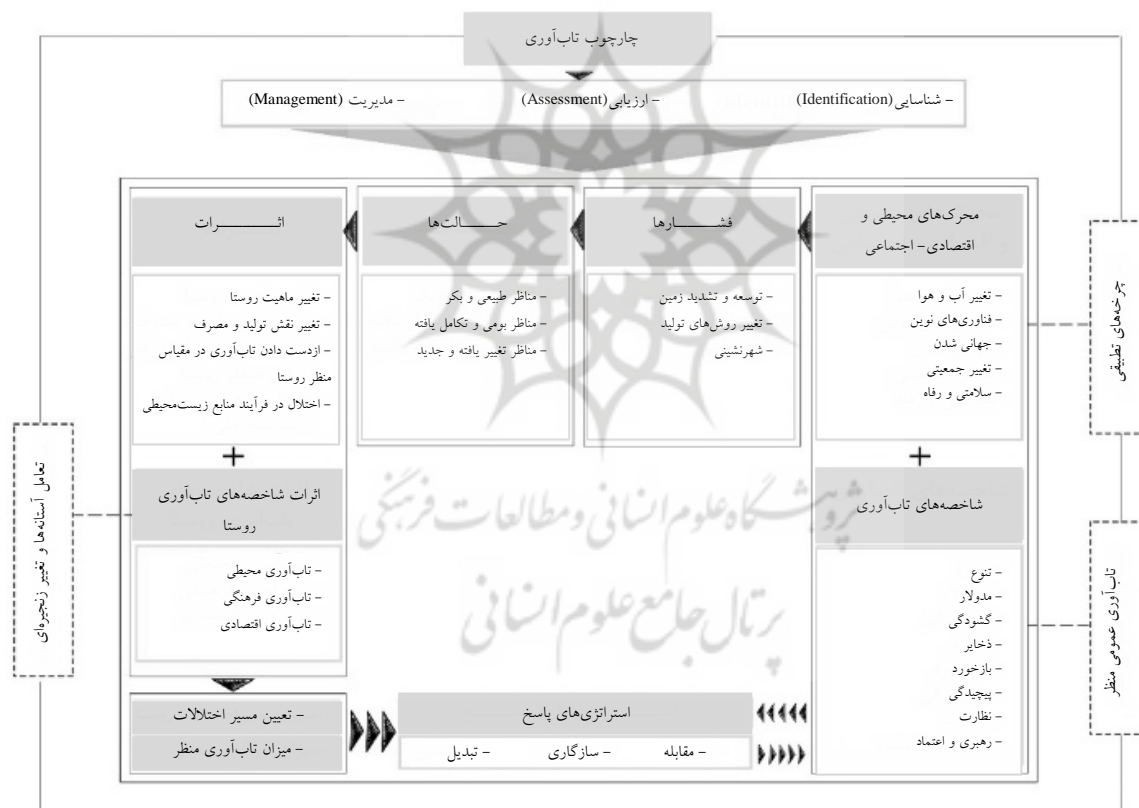 چارچوب تاب‌آوری
- شناسایی (Identification) - ارزیابی (Assessment) - مدیریت (Management)
محرک‌های محیطی و
اقتصادی- اجتماعی
- تغییر آب و هوا
- فناوری‌های نوین
- جهانی شدن
- تغییر جمعیتی
- سلامتی و رفاه
فشارها
- توسعه و تشدید زمین
- تغییر روش‌های تولید
- شهرنشینی
حالت‌ها
- مناظر طبیعی و بکر
- مناظر بومی و تکامل یافته
- مناظر تغییر یافته و جدید
اثرات
- تغییر ماهیت روستا
- تغییر نقش تولید و مصرف
- ازدست دادن تاب‌آوری در مقیاس
منظر روستا
- اختلال در فرآیند منابع زیست‌محیطی
+
+
شاخصه‌های تاب‌آوری
- تنوع
- مدولار
- گشودگی
- ذخایر
- بازخورد
- پیچیدگی
- نظارت
- رهبری و اعتماد
اثرات شاخصه‌های تاب‌آوری
روستا
- تاب‌آوری محیطی
- تاب‌آوری فرهنگی
- تاب‌آوری اقتصادی
- تعیین مسیر اختلالات
- میزان تاب‌آوری منظر
استراتژی‌های پاسخ
- مقابله - سازگاری - تبدیل
چرخه‌های تطبیقی
تاب‌آوری عمومی منظر
تعامل آستانه‌ها و تغییر زنجیره‌ای
پژوهشگاه علوم انسانی و مطالعات فرهنگی
پرتال جامع علوم انسانی